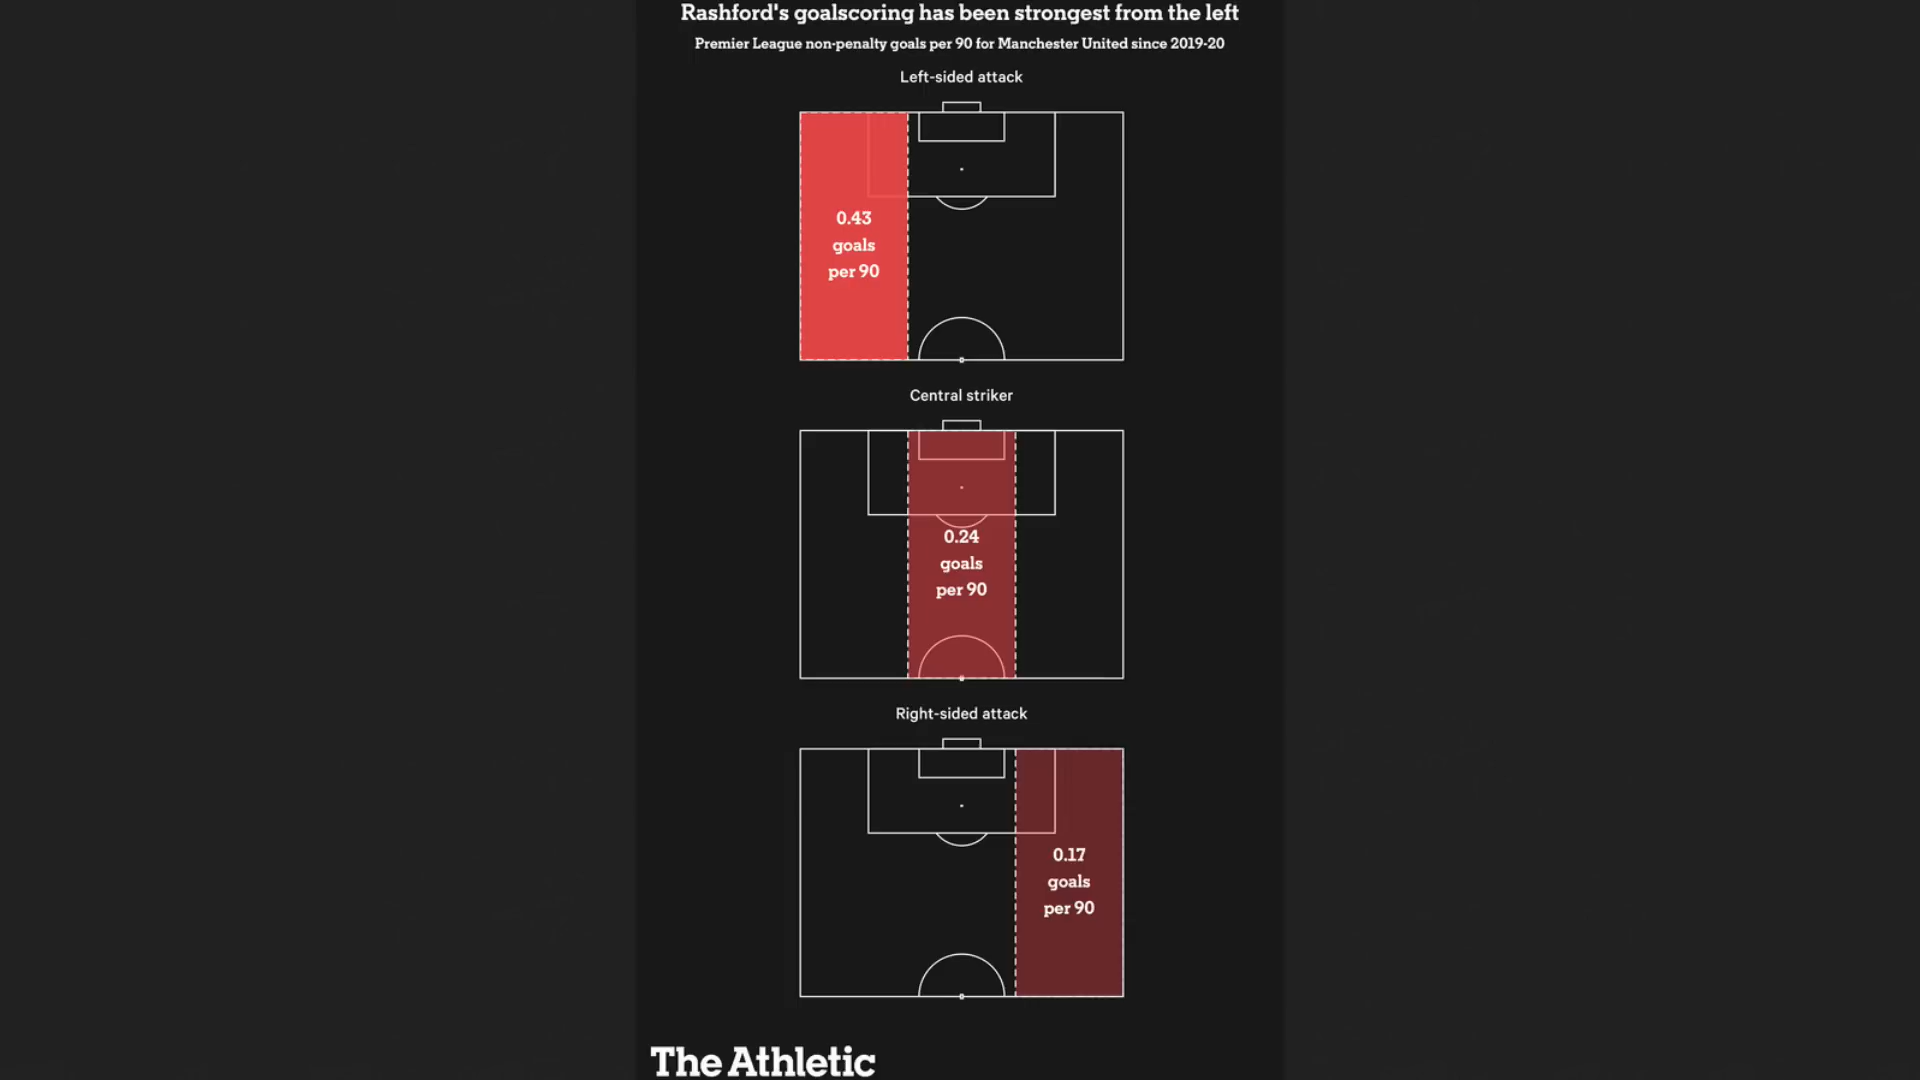 Rashford's goalscoring has been strongest from the left
Premier League non-penalty goals per 90 for Manchester United since 2019-20
Left-sided attack
0.43
goals
per 90
Central striker
0.24
goals
per 90
Right-sided attack
0.17
goals
per 90
The Athletic